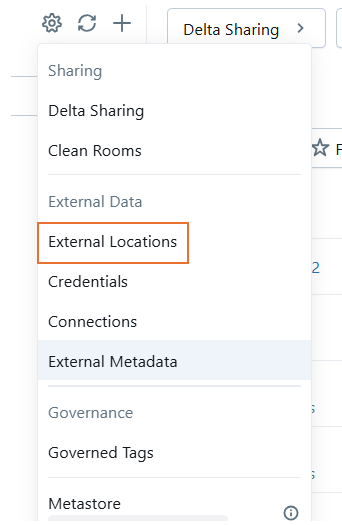 Delta Sharing
Sharing
Delta Sharing
Clean Rooms
F
External Data
External Locations
2
Credentials
Connections
External Metadata
Governance
s
Governed Tags
s
Metastore